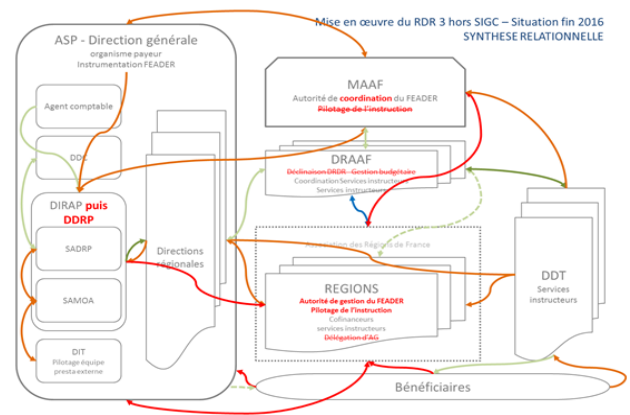 Mise en œuvre du RDR 3 hors SIGC – Situation fin 2016
SYNTHESE RELATIONNELLE
ASP - Direction générale
organisme payeur
Instrumentation FEADER
Agent comptable
DDC
DIRAP puis
DDRP
SADRP
SAMOA
DIT
Pilotage équipe
presta externe
Directions
régionales
MAAF
Autorité de coordination du FEADER
Pilotage de l'instruction
DRAAF
Déclinaison DRDR - Gestion budgétaire
Coordination Services instructeurs
Services instructeurs
Association des Régions de France
REGIONS
Autorité de gestion du FEADER
Pilotage de l'Instruction
Cofinanceurs
services instructeurs
Délégation d'AG
DDT
Services
instructeurs
Bénéficiaires